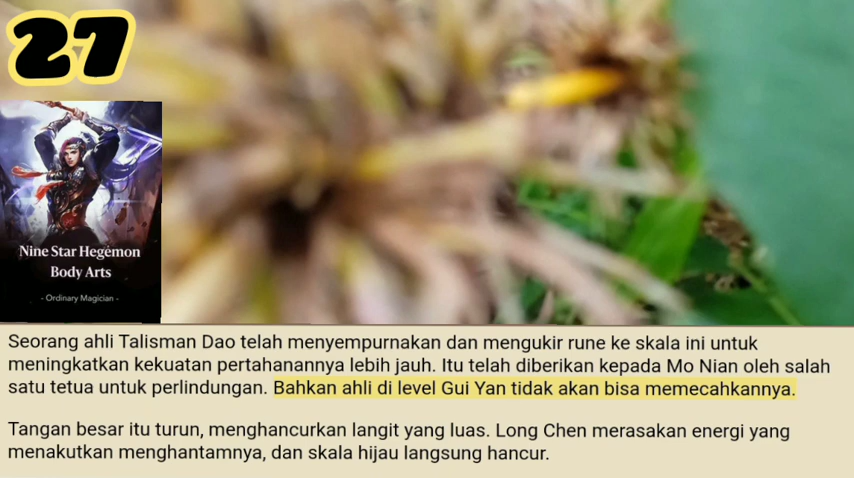 27
Nine Star Hegemon
Body Arts
- Ordinary Magician -
Seorang ahli Talisman Dao telah menyempurnakan dan mengukir rune ke skala ini untuk
meningkatkan kekuatan pertahanannya lebih jauh. Itu telah diberikan kepada Mo Nian oleh salah
satu tetua untuk perlindungan. Bahkan ahli di level Gui Yan tidak akan bisa memecahkannya.
Tangan besar itu turun, menghancurkan langit yang luas. Long Chen merasakan energi yang
menakutkan menghantamnya, dan skala hijau langsung hancur.